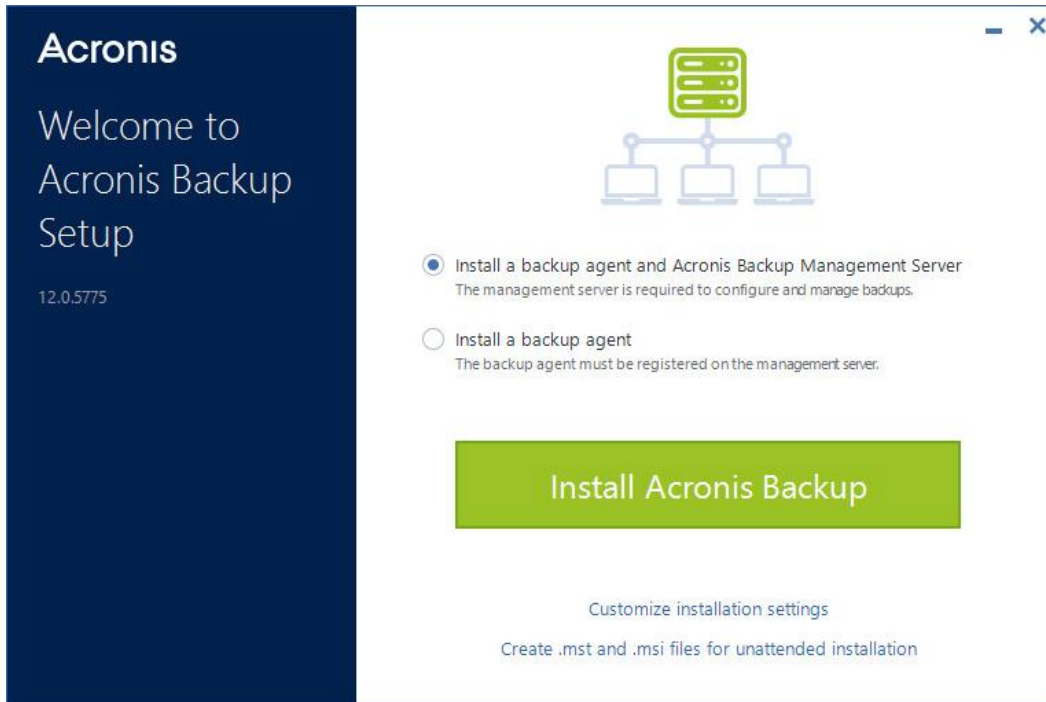 Acronis
Welcome to
Acronis Backup
Setup
12.0.5775
Install a backup agent and Acronis Backup Management Server
The management server is required to configure and manage backups.
Install a backup agent
The backup agent must be registered on the management server.
Install Acronis Backup
Customize installation settings
Create .mst and .msi files for unattended installation